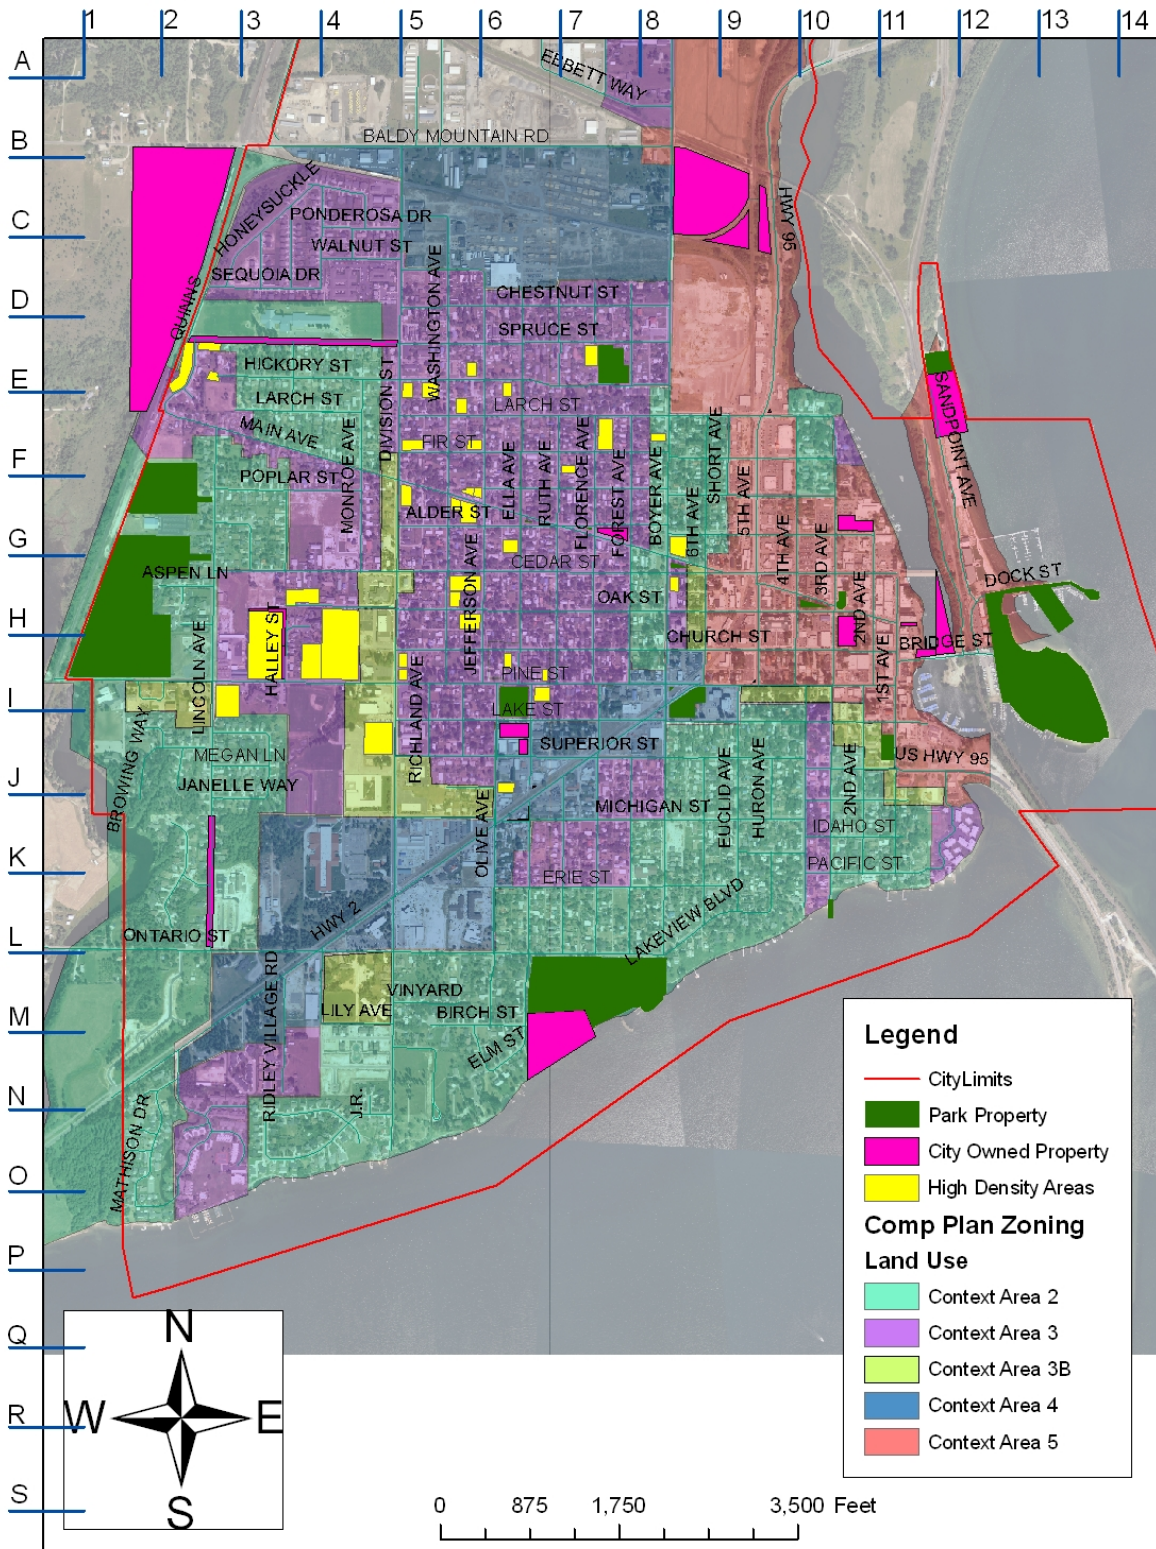 1 2 3 4 5 6 7 8 9 10 11 12 13 14
A
EBBETT WAY
B
BALDY MOUNTAIN RD
HONEYSUCKLE
C
PONDEROSA DR
HWY 95
WALNUT ST
WASHINGTON AVE
SEQUOIA DR
QUINNS
D
CHESTNUT ST
SPRUCE ST
HICKORY ST
DIVISION ST
E
LARCH ST
LARCH ST
SANDPOINT AVE
MAIN AVE
MONROE AVE
FIR ST
ELLA AVE
RUTH AVE
FLORENCE AVE
FOREST AVE
BOYER AVE
SHORT AVE
5TH AVE
F
POPLAR ST
ALDER ST
6TH AVE
4TH AVE
3RD AVE
G
JEFFERSON AVE
CEDAR ST
ASPEN LN
DOCK ST
OAK ST
2ND AVE
H
LINCOLN AVE
HALLEY ST
CHURCH ST
1ST AVE
BRIDGE ST
PINE ST
I
RICHLAND AVE
LAKE ST
BROWING WAY
MEGAN LN
SUPERIOR ST
US HWY 95
J
JANELLE WAY
EUCLID AVE
HURON AVE
2ND AVE
OLIVE AVE
MICHIGAN ST
IDAHO ST
K
ERIE ST
PACIFIC ST
HWY 2
LAKEVIEW BLVD
L
ONTARIO ST
RIDLEY VILLAGE RD
VINYARD
LILY AVE
BIRCH ST
M
ELM ST
N
MATHISON DR
J.R.
O
P
Q
R
S
Legend
CityLimits
Park Property
City Owned Property
High Density Areas
Comp Plan Zoning
Land Use
Context Area 2
Context Area 3
Context Area 3B
Context Area 4
Context Area 5
N
W E
S
0 875 1,750 3,500 Feet